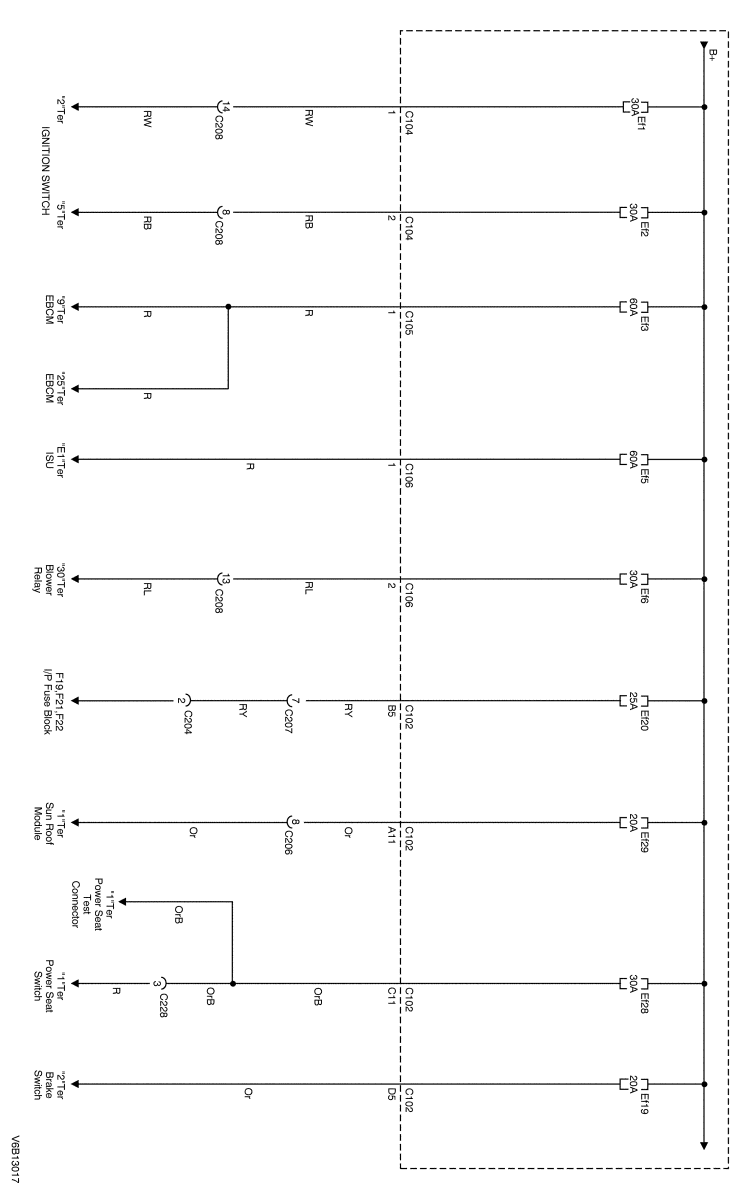 B+
30A Ef1
C104
1
RW
14
C208
RW
"2"Ter
IGNITION SWITCH
30A Ef2
C104
2
RB
8
C208
RB
"5"Ter
60A Ef3
C105
1
R
R
"9"Ter
EBCM
R
"25"Ter
EBCM
60A Ef5
C106
1
R
"E1"Ter
ISU
30A Ef6
C106
2
RL
13
C208
RL
"30"Ter
Blower
Relay
25A Ef20
C102
B5
RY
7
C207
RY
2
C204
F19,F21,F22
I/P Fuse Block
20A Ef29
C102
A11
Or
8
C206
Or
"1"Ter
Sun Roof
Module
OrB
"1"Ter
Power Seat
Test
Connector
30A Ef28
C102
C11
OrB
OrB
3
C228
R
"1"Ter
Power Seat
Switch
20A Ef19
C102
D5
Or
"2"Ter
Brake
Switch
V6B13017